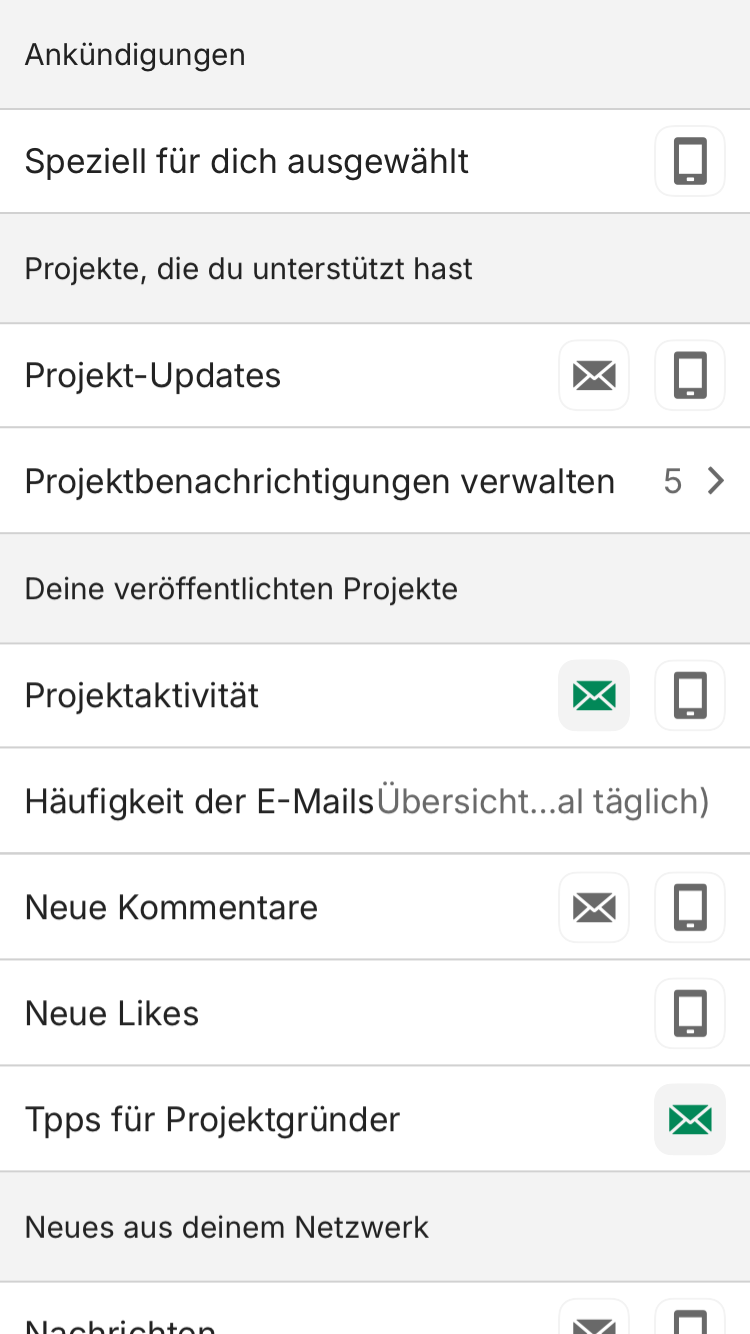 Ankündigungen
Speziell für dich ausgewählt
Projekte, die du unterstützt hast
Projekt-Updates
Projektbenachrichtigungen verwalten 5
Deine veröffentlichten Projekte
Projektaktivität
Häufigkeit der E-Mails Übersicht...al täglich)
Neue Kommentare
Neue Likes
Tpps für Projektgründer
Neues aus deinem Netzwerk
Nachrichten